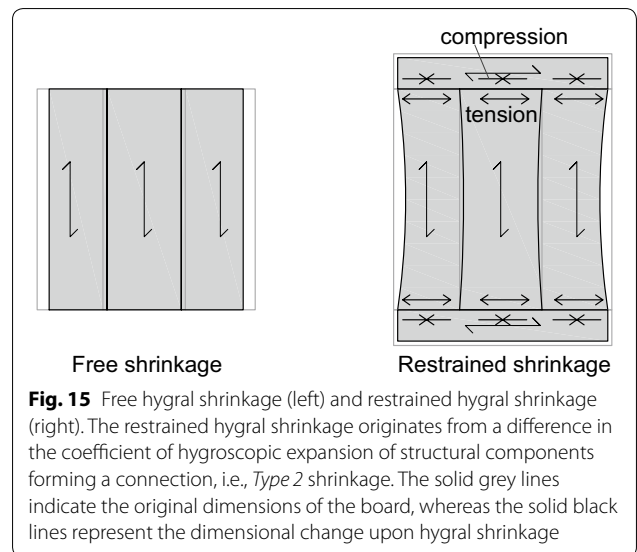 compression
tension
Free shrinkage
Restrained shrinkage
Fig. 15 Free hygral shrinkage (left) and restrained hygral shrinkage
(right). The restrained hygral shrinkage originates from a difference in
the coefficient of hygroscopic expansion of structural components
forming a connection, i.e., Type 2 shrinkage. The solid grey lines
indicate the original dimensions of the board, whereas the solid black
lines represent the dimensional change upon hygral shrinkage